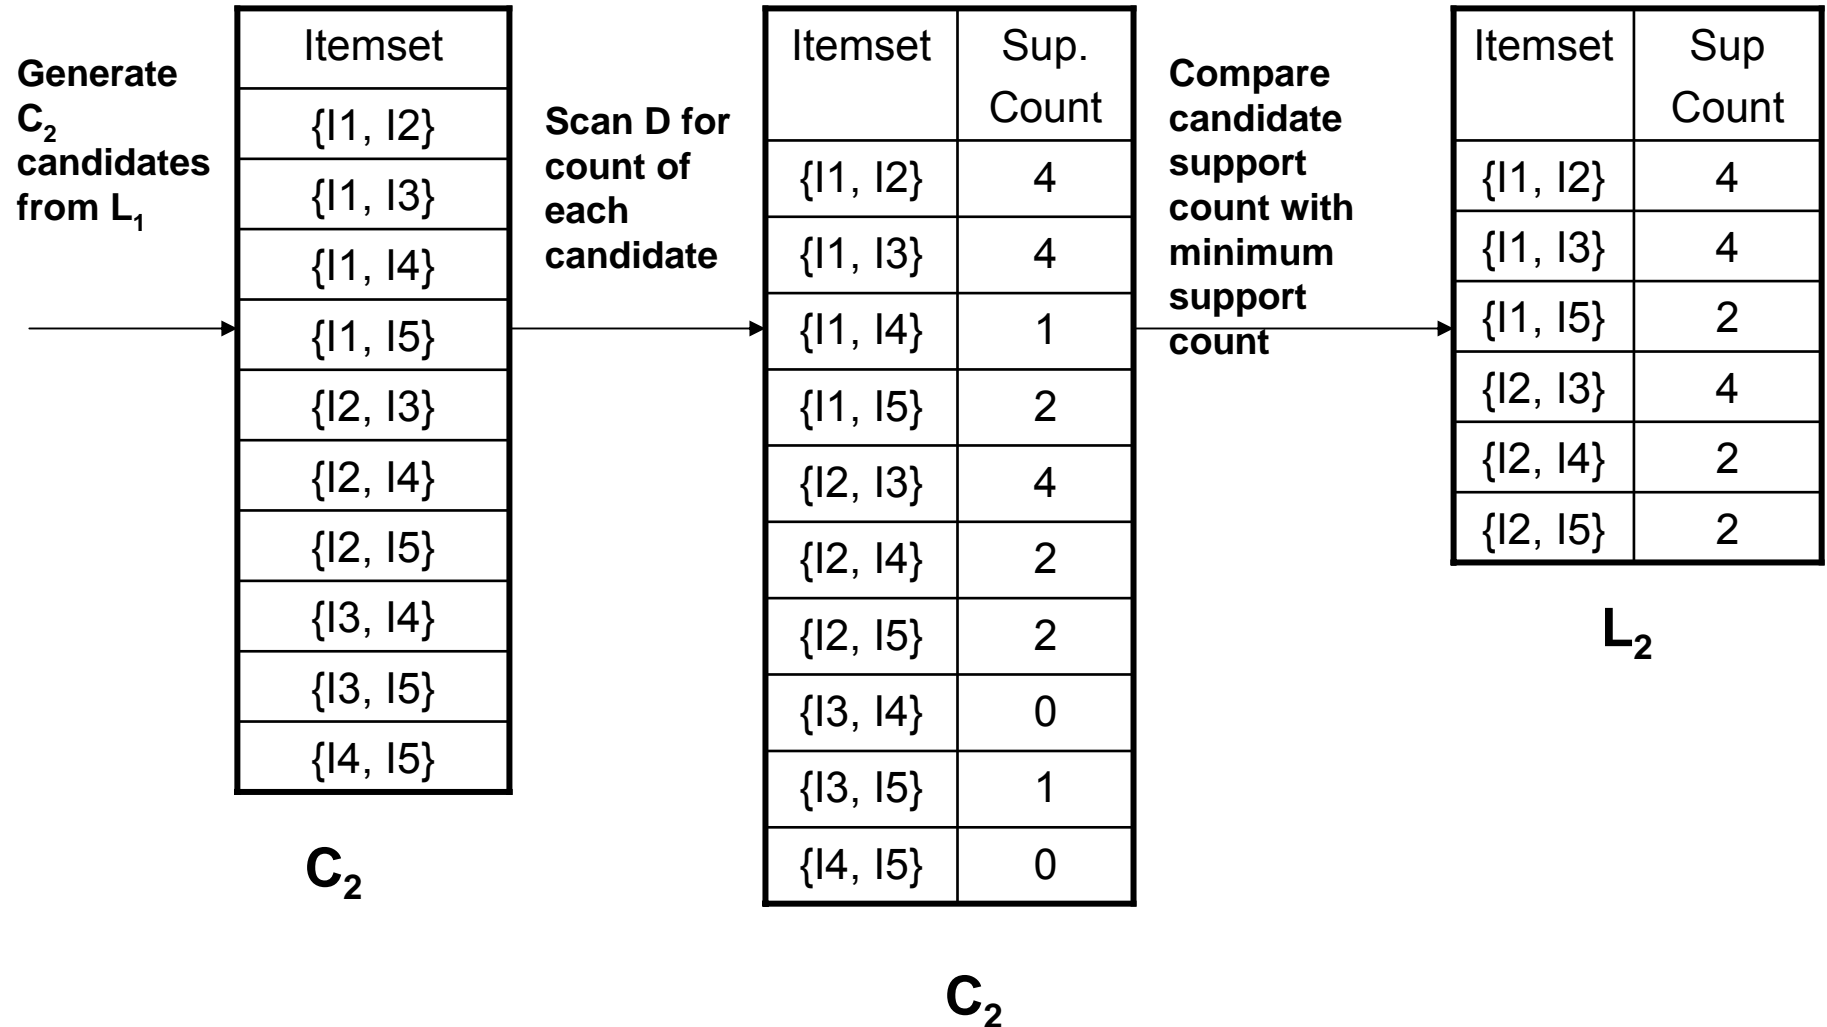 Generate
C2
candidates
from L1
Itemset
{I1, I2}
{I1, I3}
{I1, I4}
{I1, I5}
{I2, I3}
{I2, I4}
{I2, I5}
{I3, I4}
{I3, I5}
{I4, I5}
C2
Scan D for
count of
each
candidate
Itemset Sup.
Count
{I1, I2} 4
{I1, I3} 4
{I1, I4} 1
{I1, I5} 2
{I2, I3} 4
{I2, I4} 2
{I2, I5} 2
{I3, I4} 0
{I3, I5} 1
{I4, I5} 0
C2
Compare
candidate
support
count with
minimum
support
count
Itemset Sup
Count
{I1, I2} 4
{I1, I3} 4
{I1, I5} 2
{I2, I3} 4
{I2, I4} 2
{I2, I5} 2
L2